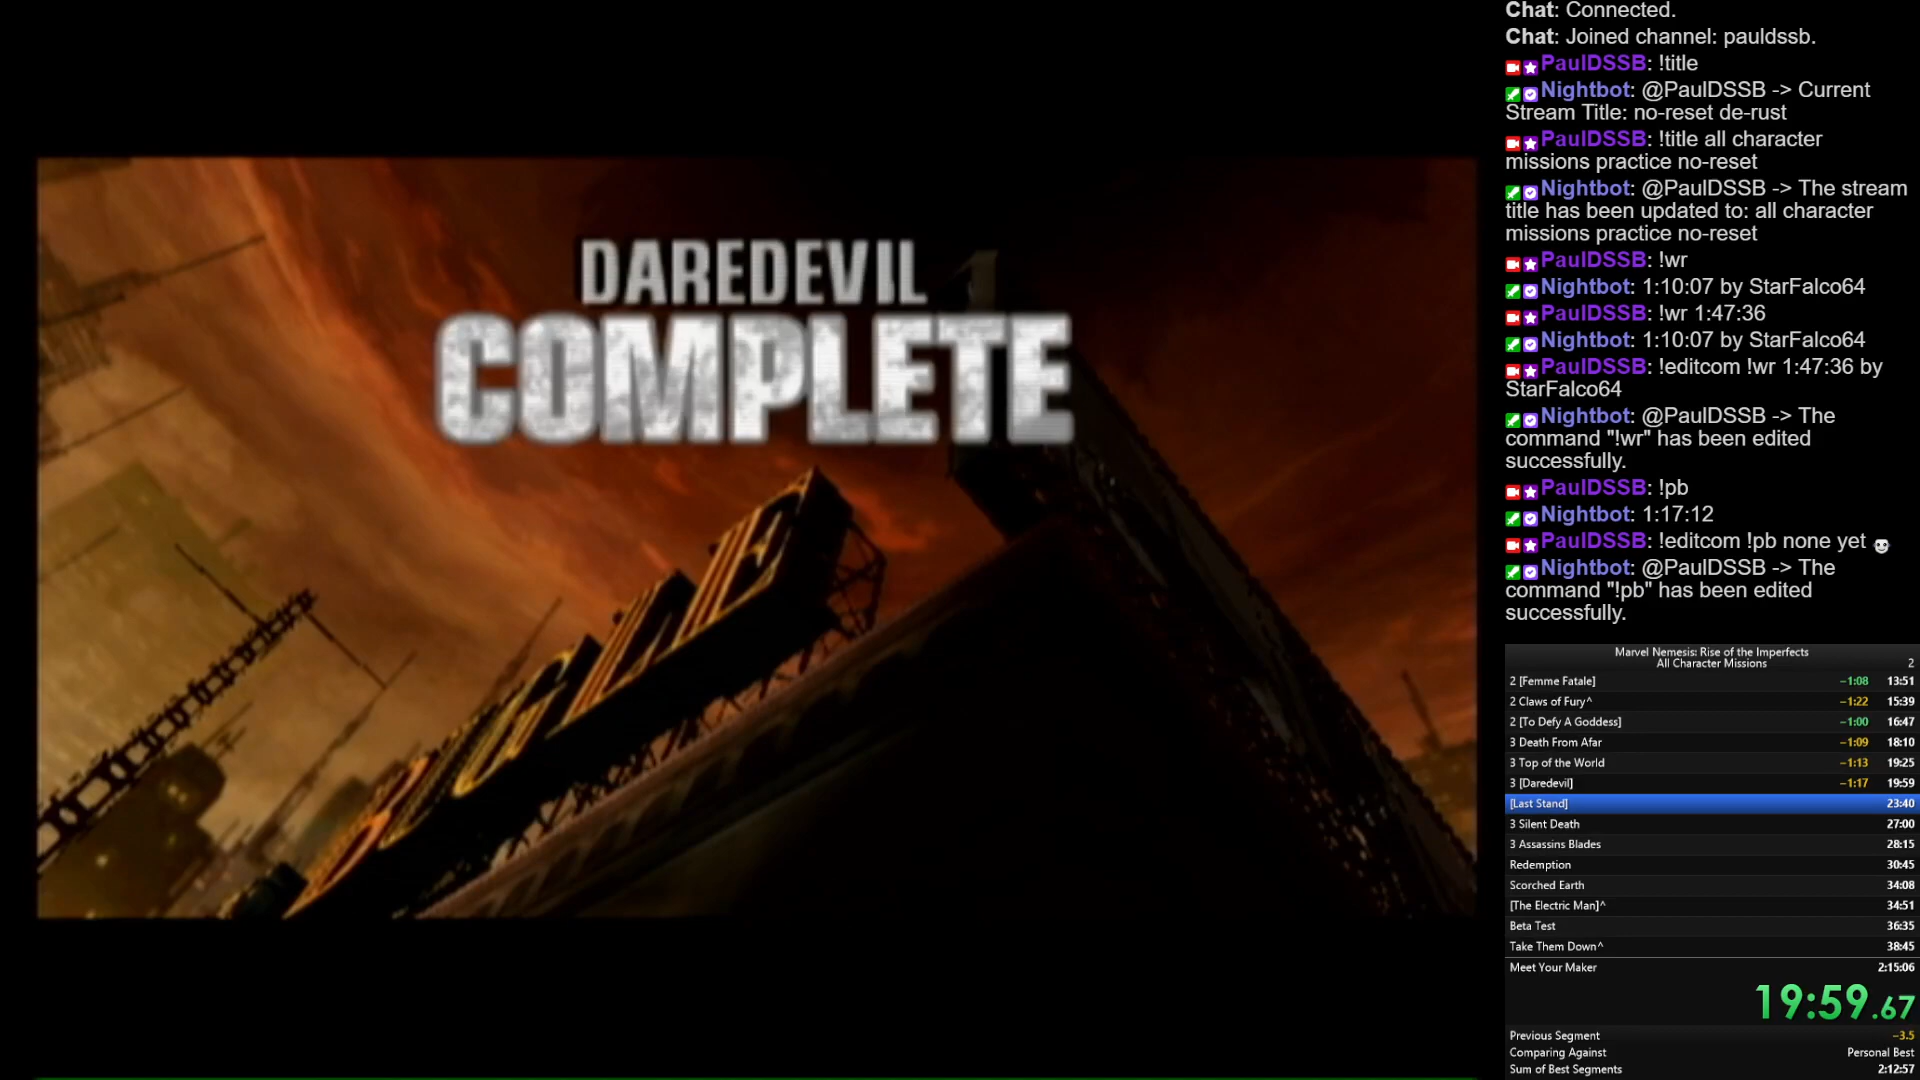 DAREDEVIL
COMPLETE
Chat: Connected.
Chat: Joined channel: pauldssb.
PaulDSSB: !title
Nightbot: @PaulDSSB -> Current
Stream Title: no-reset de-rust
PaulDSSB: !title all character
missions practice no-reset
Nightbot: @PaulDSSB -> The stream
title has been updated to: all character
missions practice no-reset
PaulDSSB: !wr
Nightbot: 1:10:07 by StarFalco64
PaulDSSB: !wr 1:47:36
Nightbot: 1:10:07 by StarFalco64
PaulDSSB: !editcom !wr 1:47:36 by
StarFalco64
Nightbot: @PaulDSSB -> The
command "!wr" has been edited
successfully.
PaulDSSB: !pb
Nightbot: 1:17:12
PaulDSSB: !editcom !pb none yet
Nightbot: @PaulDSSB -> The
command "!pb" has been edited
successfully.
Marvel Nemesis: Rise of the Imperfects
All Character Missions 2
2 [Femme Fatale] −1:08 13:51
2 Claws of Fury^ −1:22 15:39
2 [To Defy A Goddess] −1:00 16:47
3 Death From Afar −1:09 18:10
3 Top of the World −1:13 19:25
3 [Daredevil] −1:17 19:59
[Last Stand] 23:40
3 Silent Death 27:00
3 Assassins Blades 28:15
Redemption 30:45
Scorched Earth 34:08
[The Electric Man]^ 34:51
Beta Test 36:35
Take Them Down^ 38:45
Meet Your Maker 2:15:06
19:59.67
Previous Segment −3.5
Comparing Against Personal Best
Sum of Best Segments 2:12:57